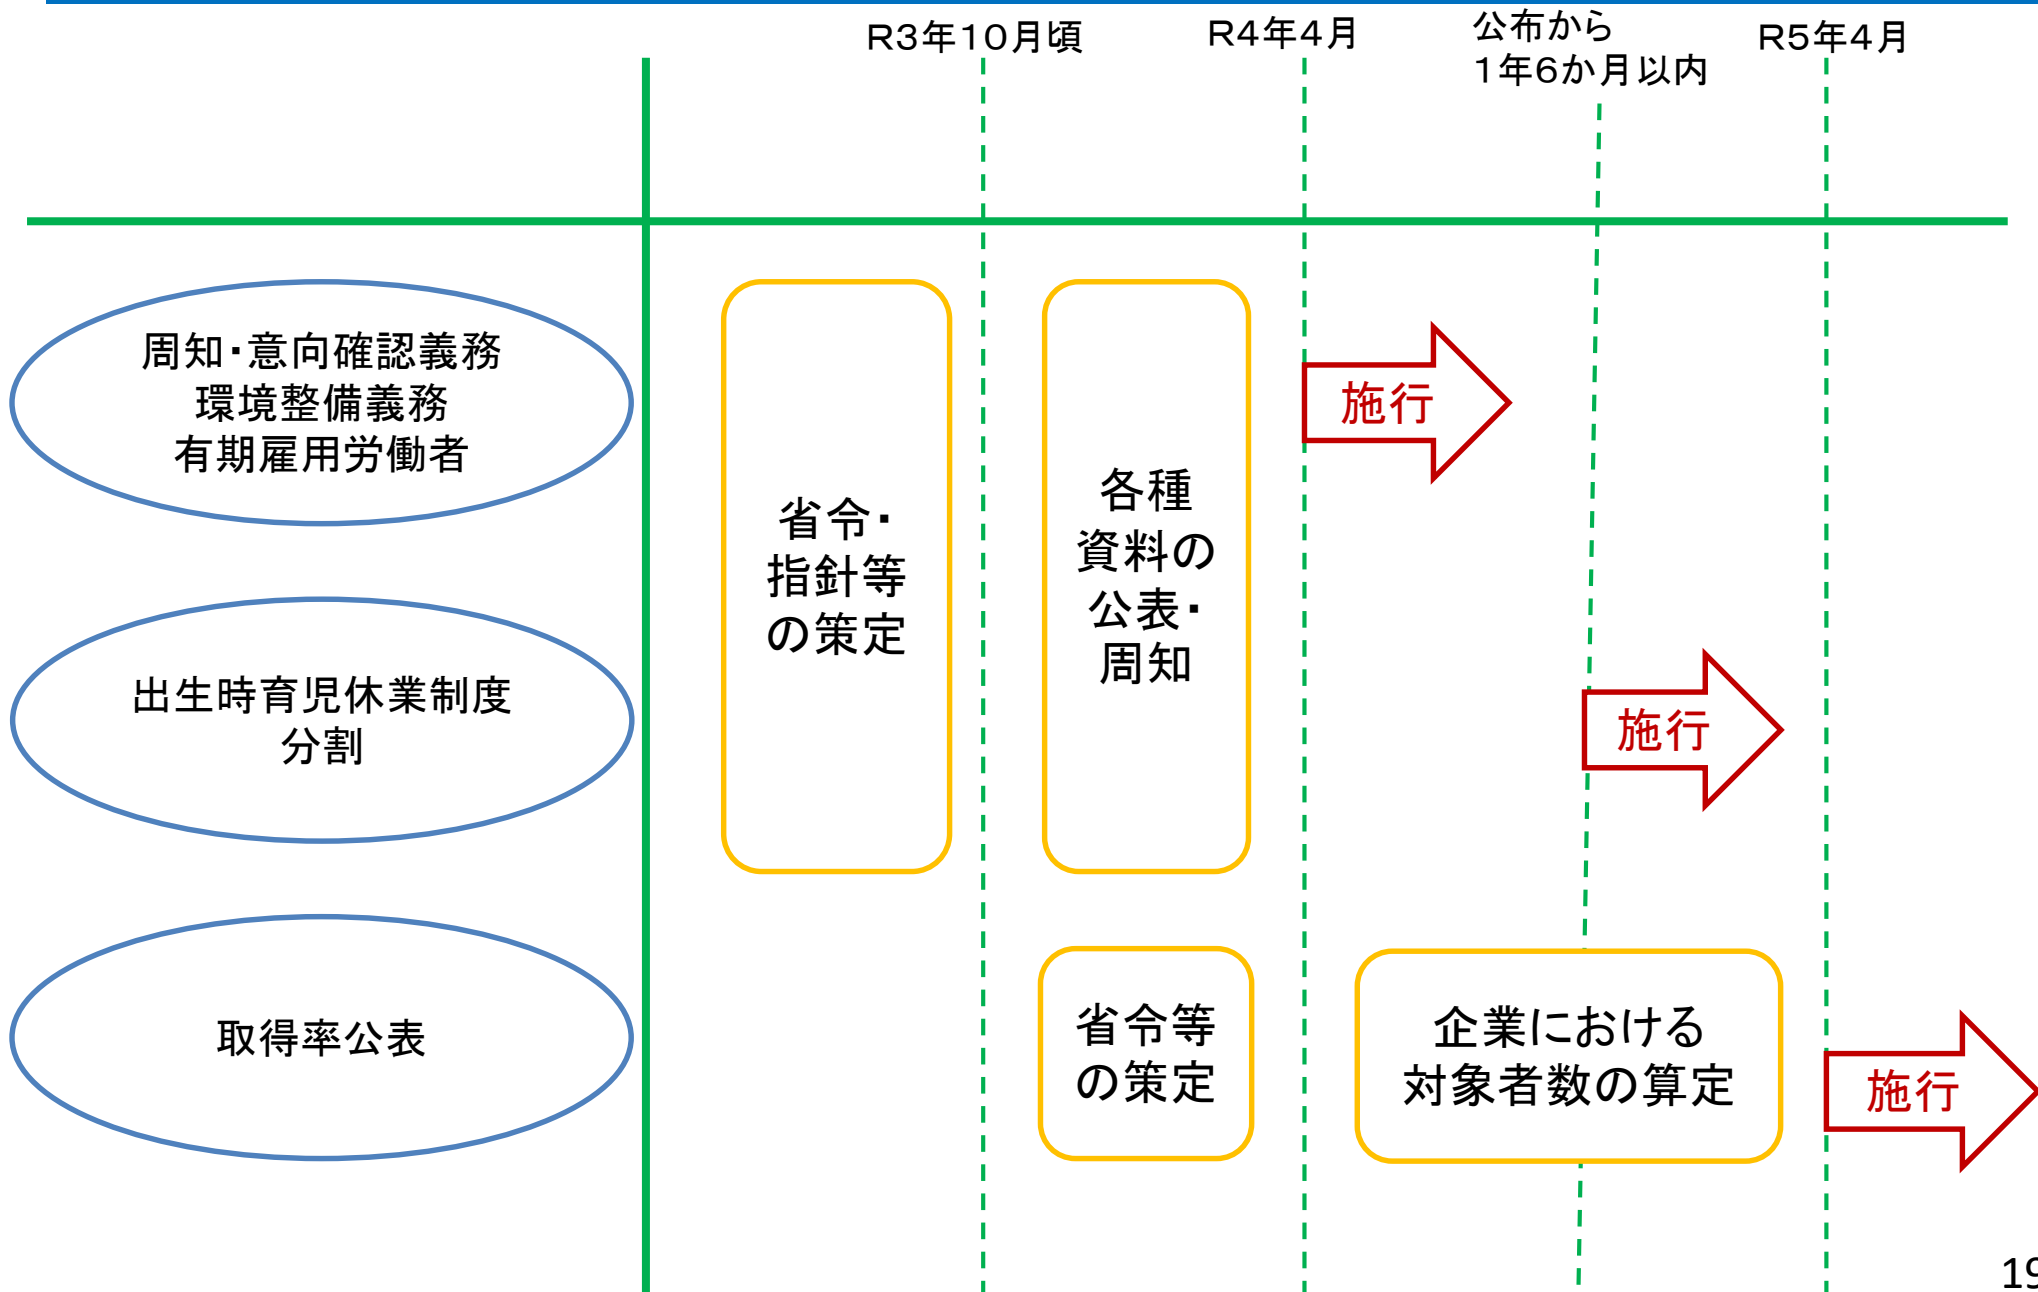 R3年10月頃
R4年4月
公布から
1年6か月以内
R5年4月
周知・意向確認義務
環境整備義務
有期雇用労働者
省令・
指針等
の策定
各種
資料の
公表・
周知
施行
出生時育児休業制度
分割
施行
取得率公表
省令等
の策定
企業における
対象者数の算定
施行
19